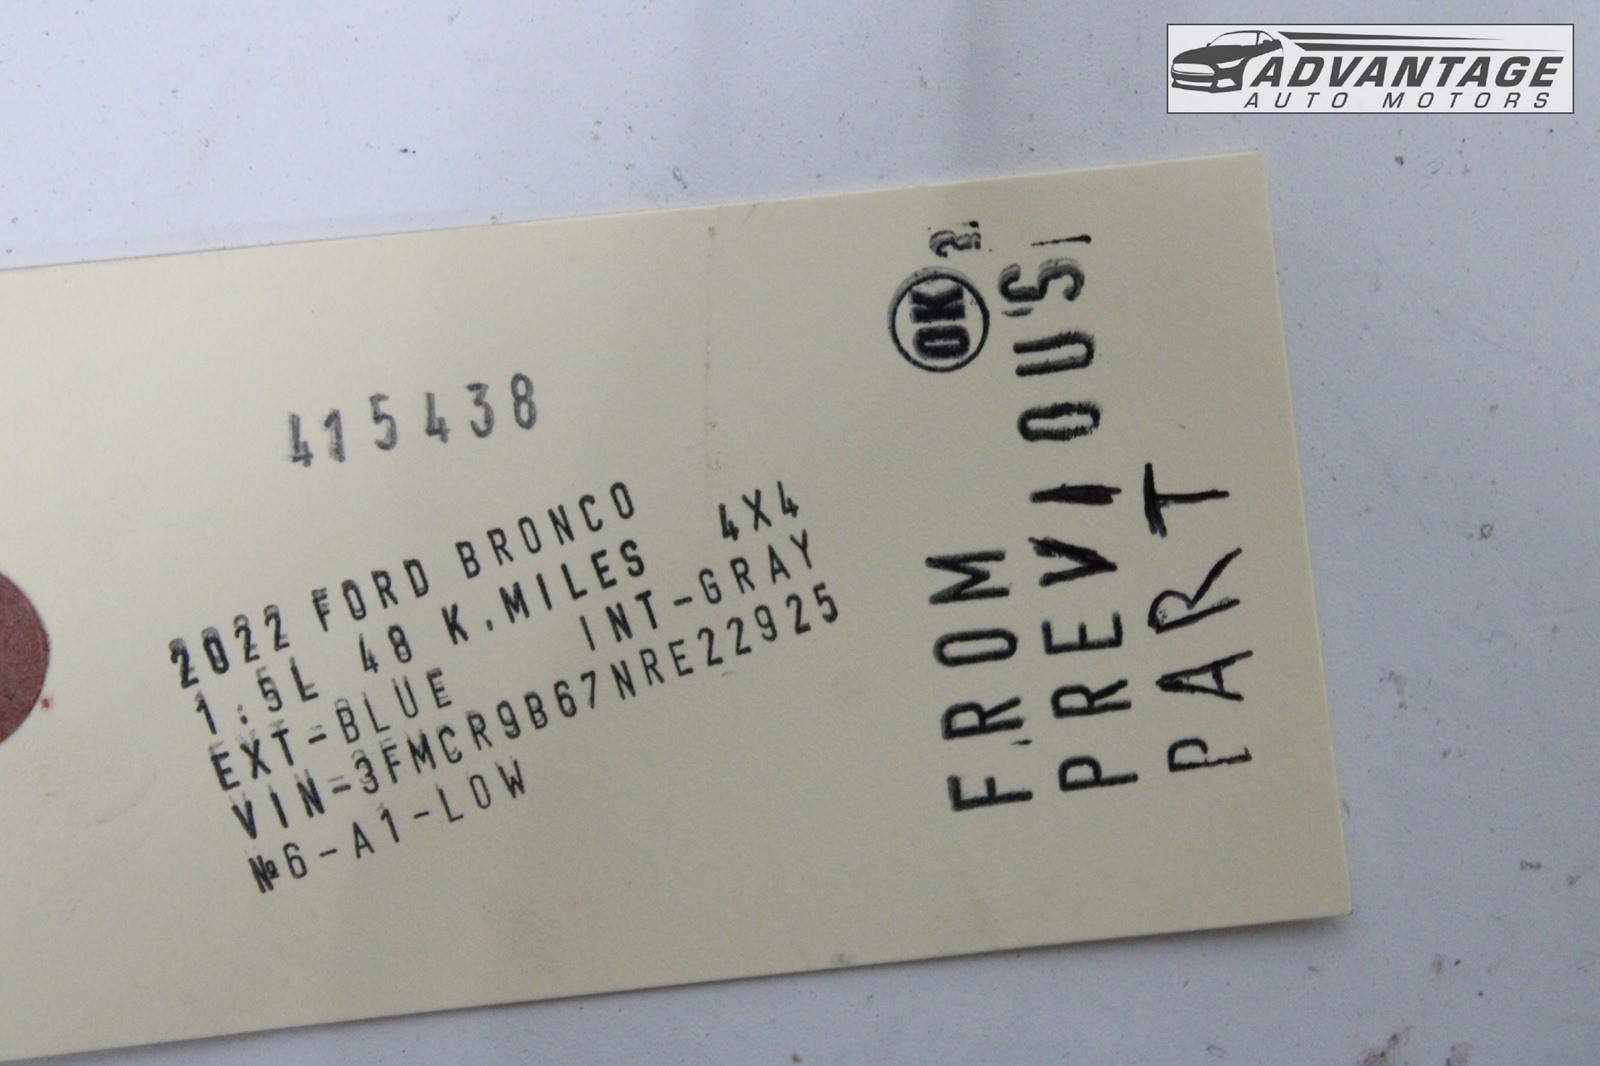 ADVANTAGE
AUTO MOTORS
415438
2022 FORD BRONCO
1.5L 48 K.MILES 4X4
EXT-BLUE INT-GRAY
VIN-3FMCR9B67NRE22925
№6-A1-LOW
OK
FROM
PREVIOU'S
PART